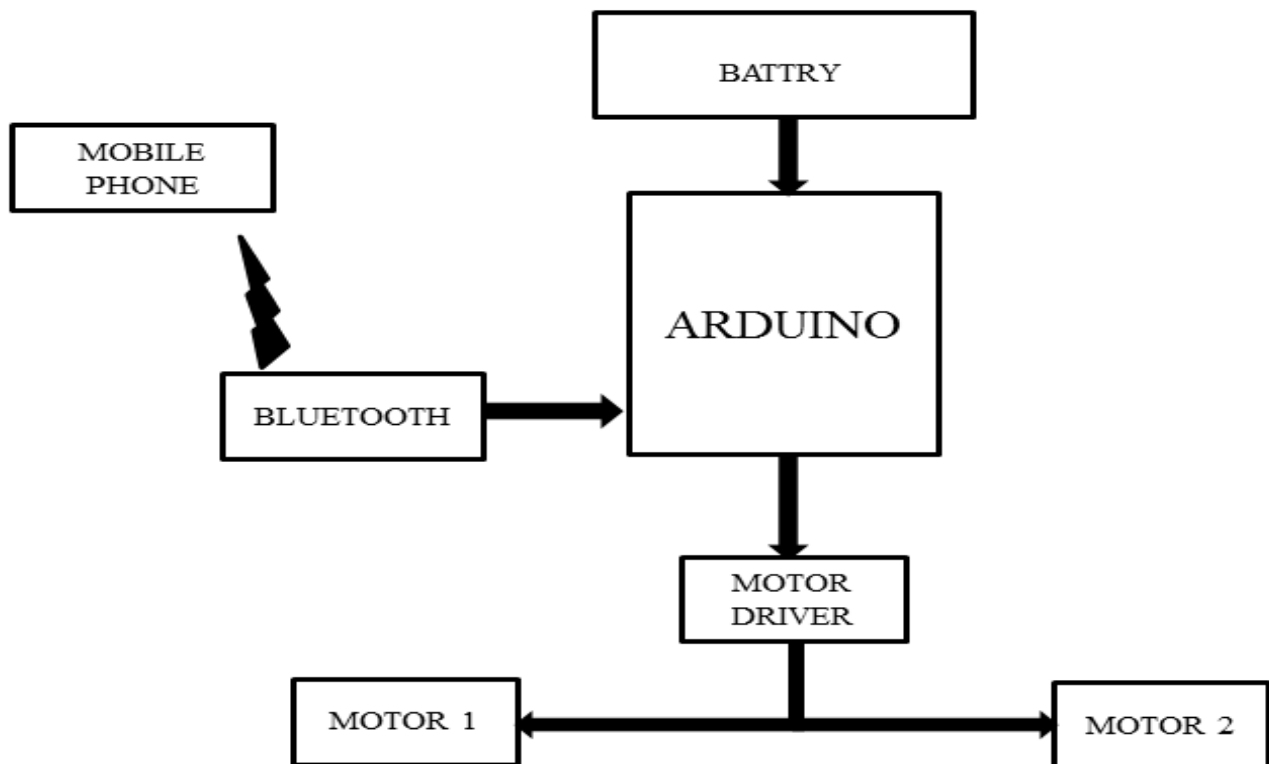 BATTRY
MOBILE
PHONE
ARDUINO
BLUETOOTH
MOTOR
DRIVER
MOTOR 1
MOTOR 2